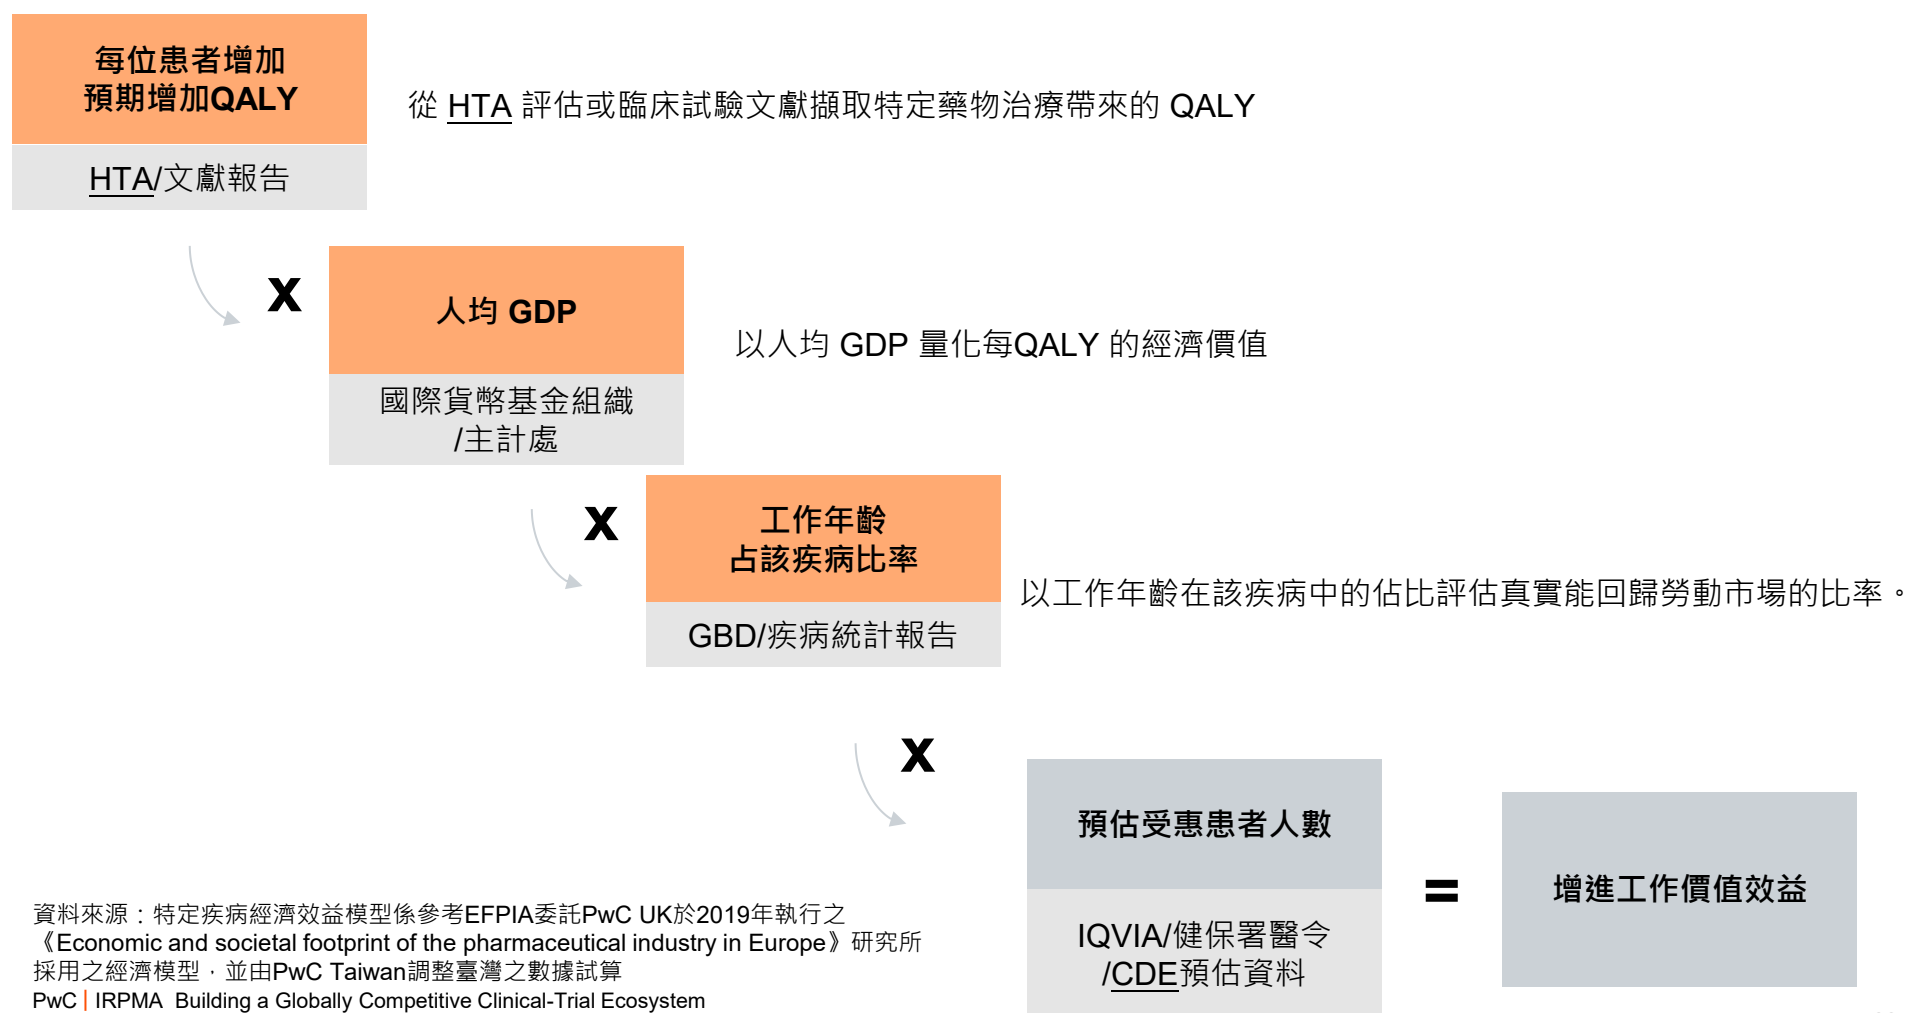 每位患者增加
預期增加QALY
HTA/文獻報告
從 HTA 評估或臨床試驗文獻擷取特定藥物治療帶來的 QALY
x
人均 GDP
國際貨幣基金組織
/主計處
以人均 GDP 量化每QALY 的經濟價值
x
工作年齡
占該疾病比率
GBD/疾病統計報告
以工作年齡在該疾病中的佔比評估真實能回歸勞動市場的比率。
x
預估受惠患者人數
IQVIA/健保署醫令
/CDE預估資料
=
增進工作價值效益
資料來源：特定疾病經濟效益模型係參考EFPIA委託PwC UK於2019年執行之
《Economic and societal footprint of the pharmaceutical industry in Europe》研究所
採用之經濟模型，並由PwC Taiwan調整臺灣之數據試算
PwC | IRPMA Building a Globally Competitive Clinical-Trial Ecosystem